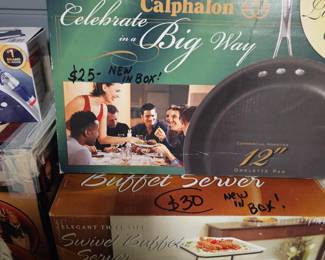 Calphalon
Celebrate
in a
Big Way
$25- NEW
IN BOX!
12"
OMELETTE PAN
Buffet Server
$30 NEW
IN
BOX!
Swivel Buffet
Server